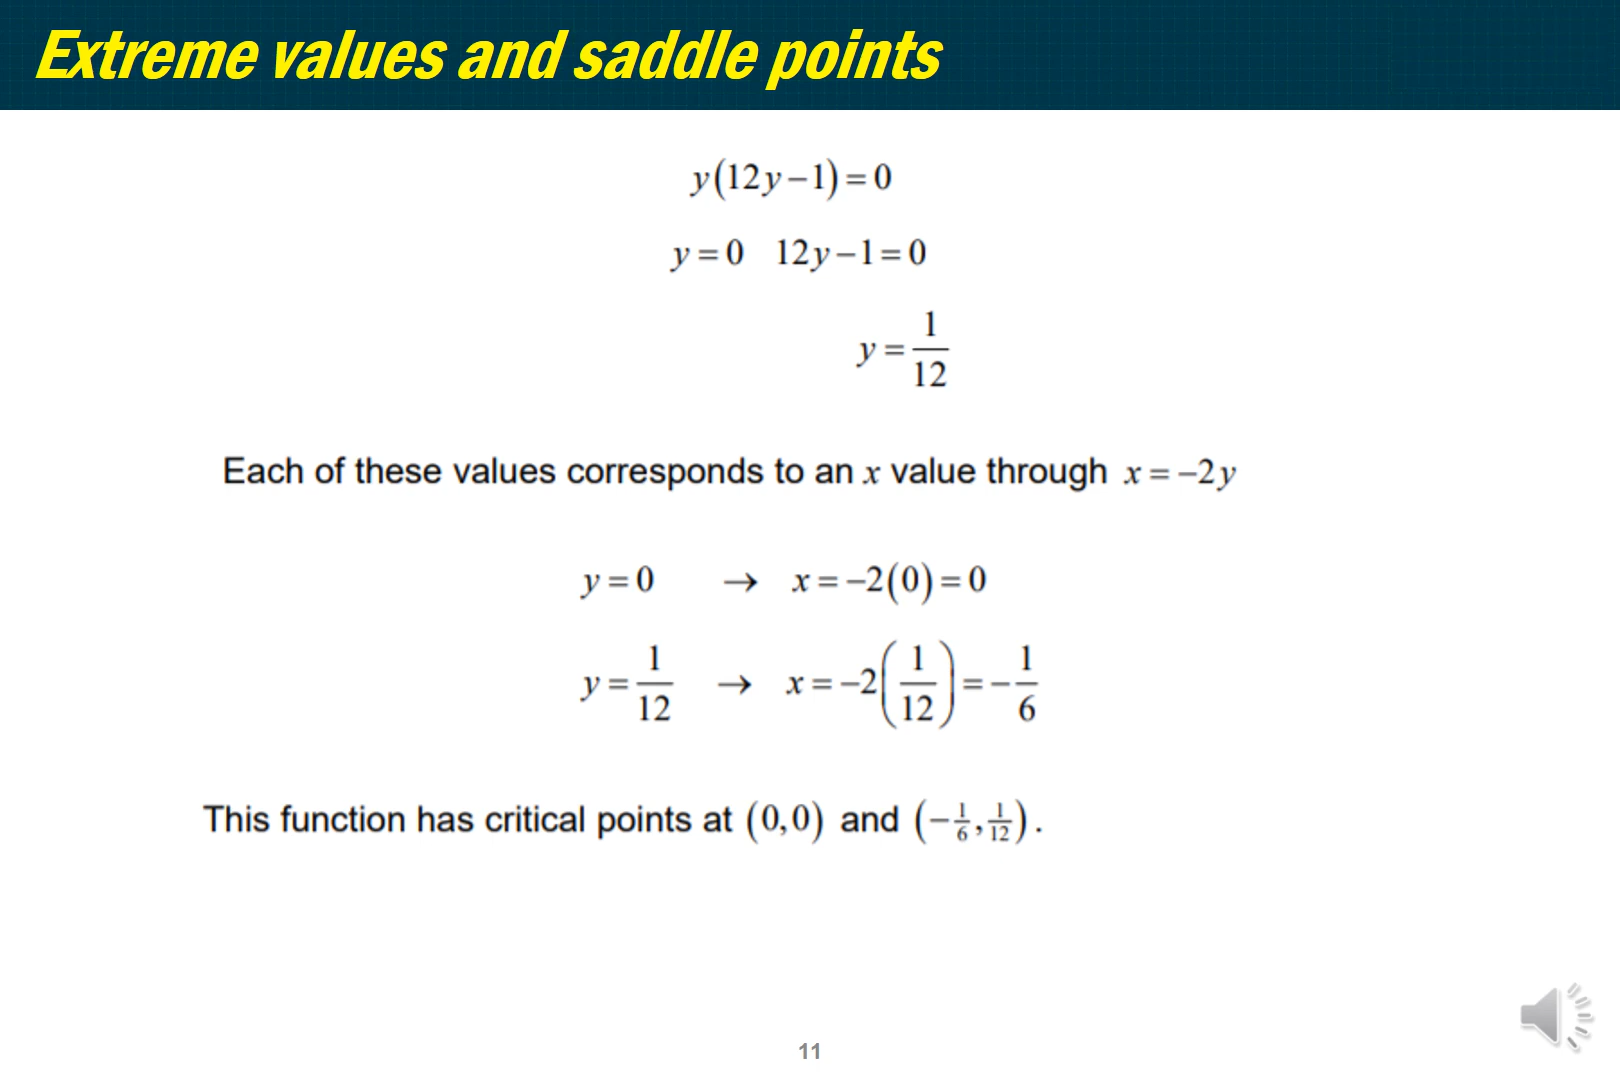 Extreme values and saddle points
y(12y−1)=0
y=0 12y−1=0
y=1/12
Each of these values corresponds to an x value through x=−2y
y=0 → x=−2(0)=0
y=1/12 → x=−2(1/12)=−1/6
This function has critical points at (0,0) and (−1/6,1/12).
11